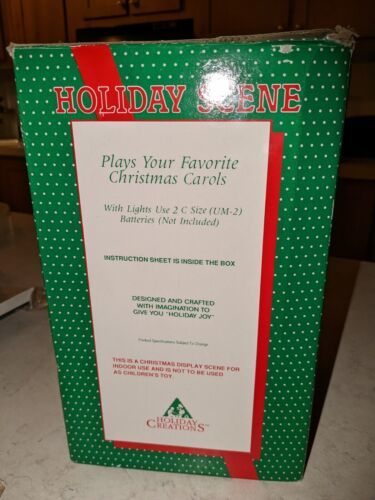 HOLIDAY SCENE
Plays Your Favorite
Christmas Carols
With Lights Use 2 C Size (UM-2)
Batteries (Not Included)
INSTRUCTION SHEET IS INSIDE THE BOX
DESIGNED AND CRAFTED
WITH IMAGINATION TO
GIVE YOU "HOLIDAY JOY"
Product Specifications Subject To Change
THIS IS A CHRISTMAS DISPLAY SCENE FOR
INDOOR USE AND IS NOT TO BE USED
AS CHILDREN'S TOY.
HOLIDAY
CREATIONS™